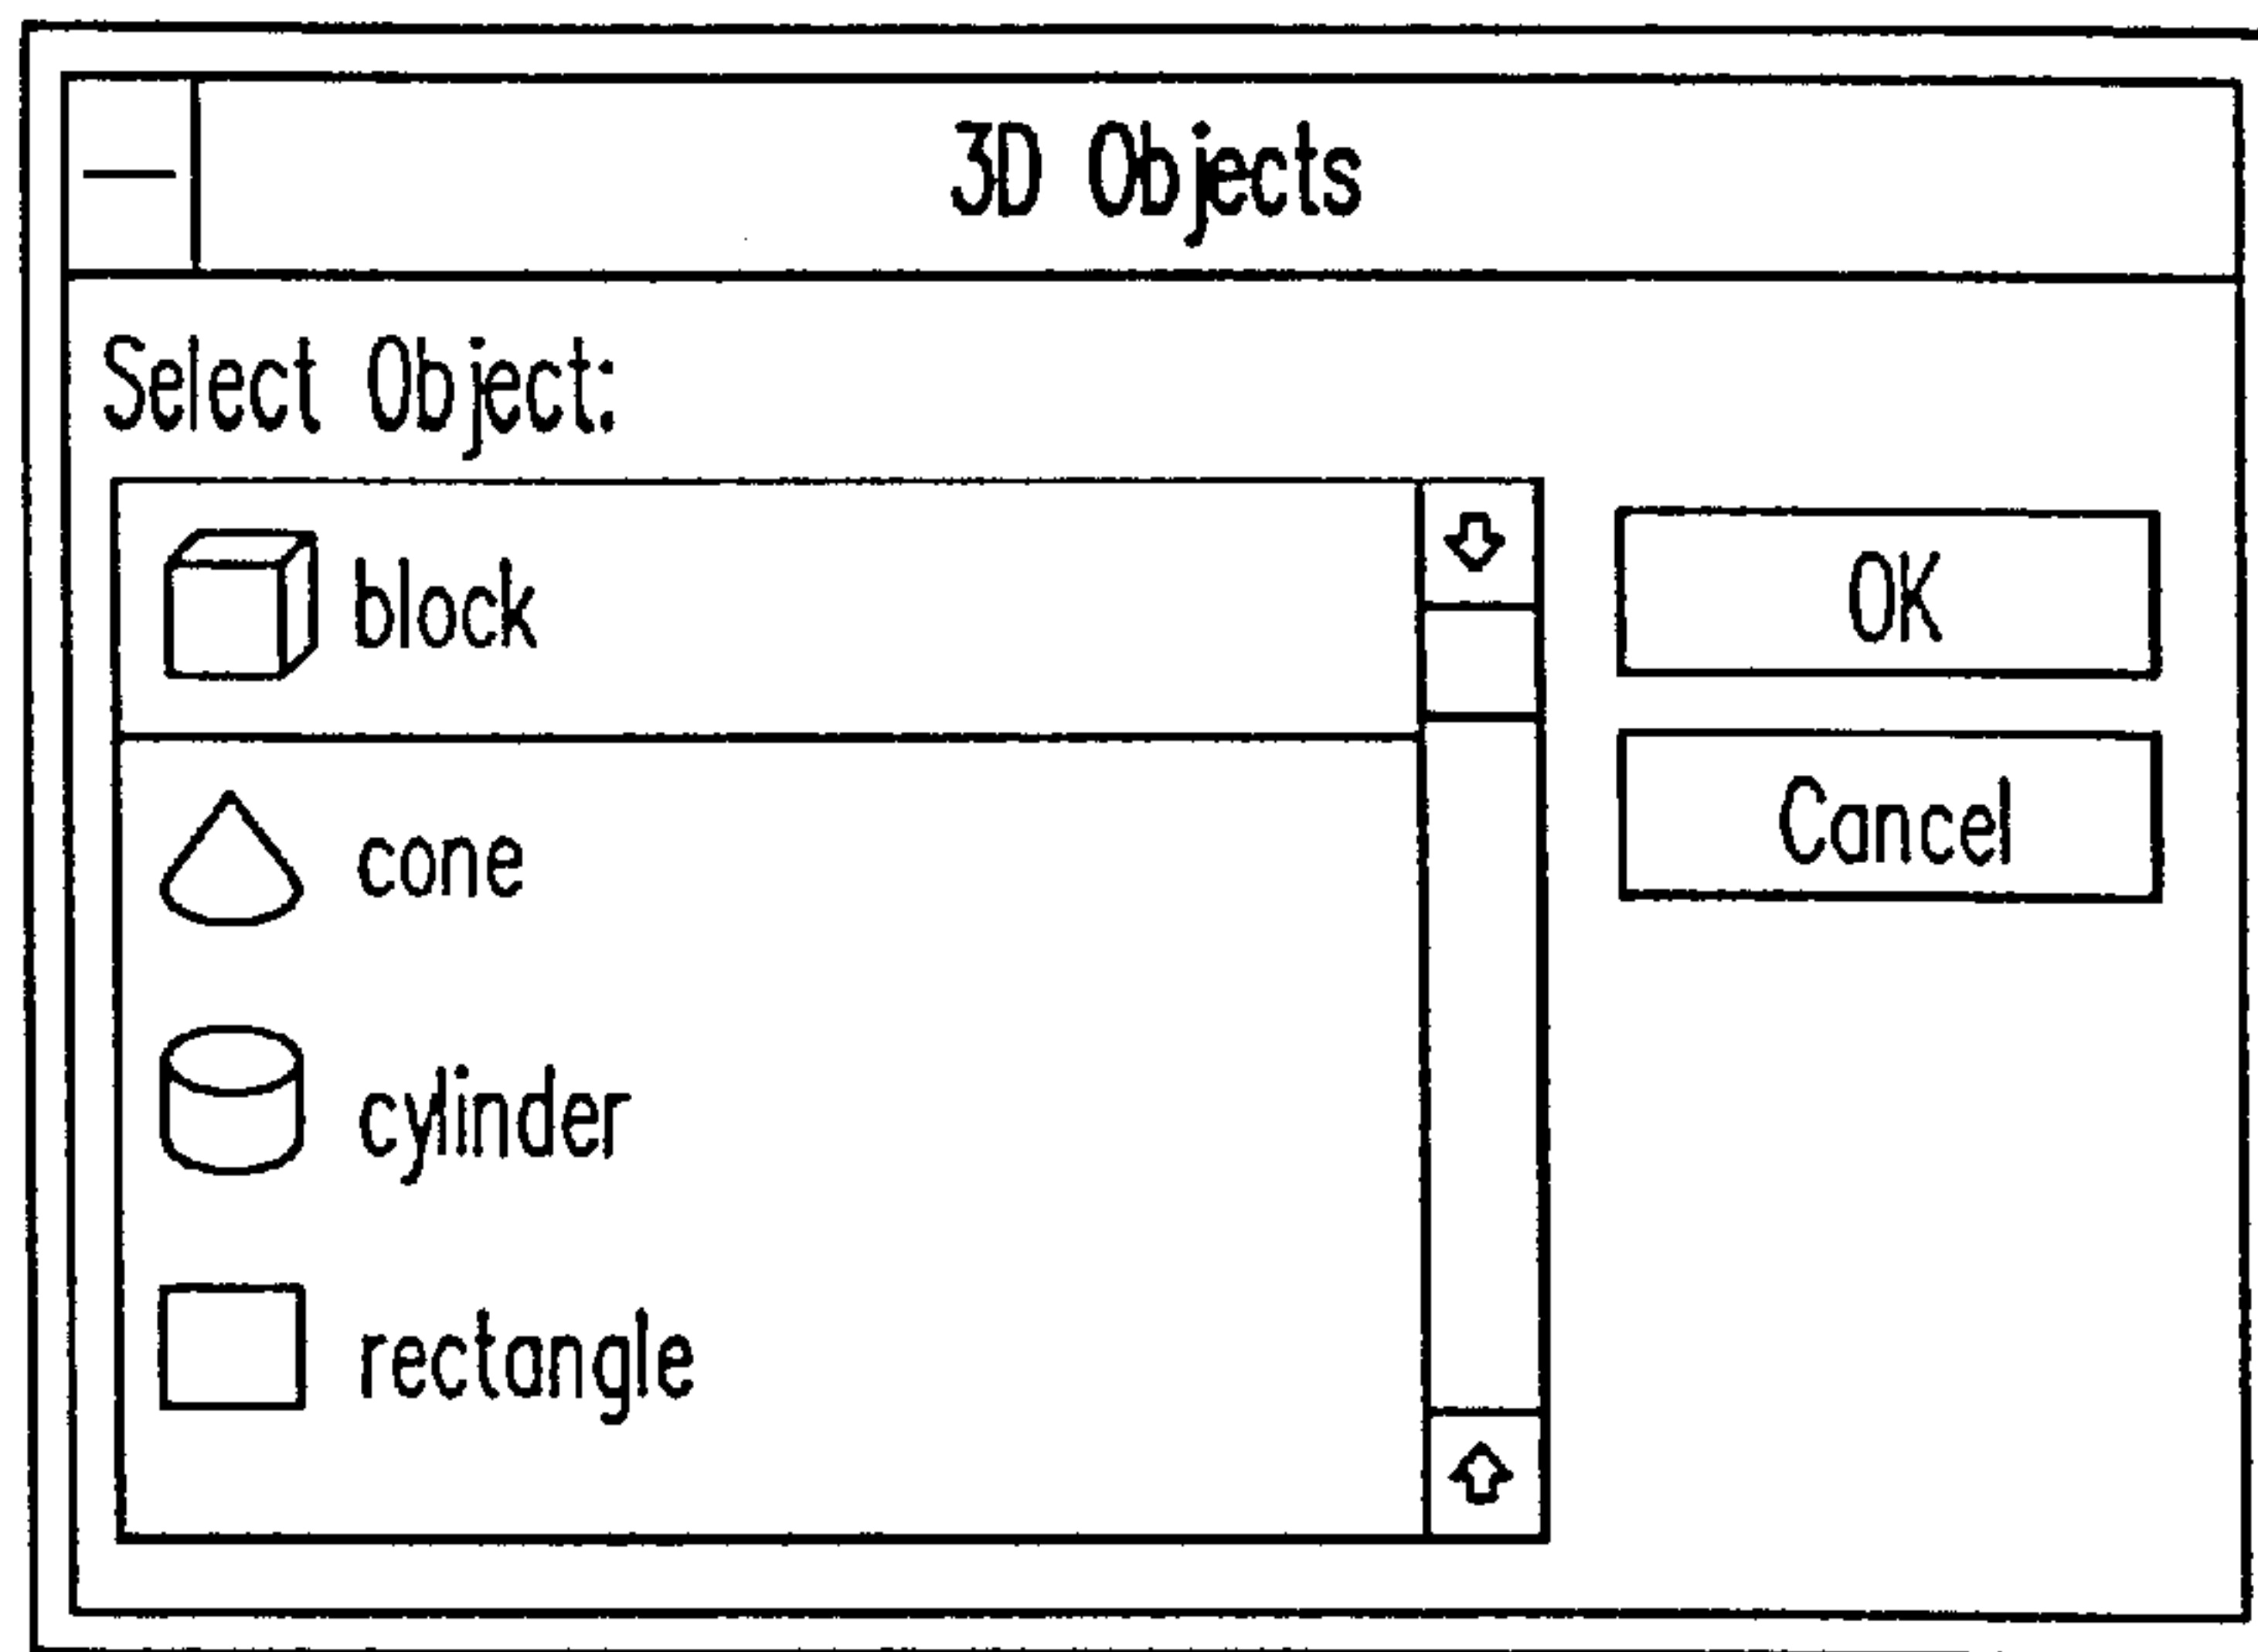 3D Objects
Select Object:
block
OK
cone
Cancel
cylinder
rectangle